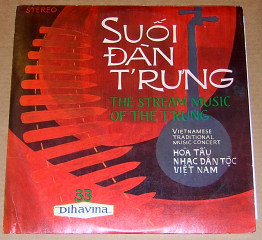 STEREO
SUỐI
ĐÀN
T'RƯNG
THE STREAM MUSIC
OF THE T'RUNG
VIETNAMESE
TRADITIONAL
MUSIC CONCERT
HÒA TẤU
NHẠC DÂN TỘC
VIỆT NAM
33
Dihavina